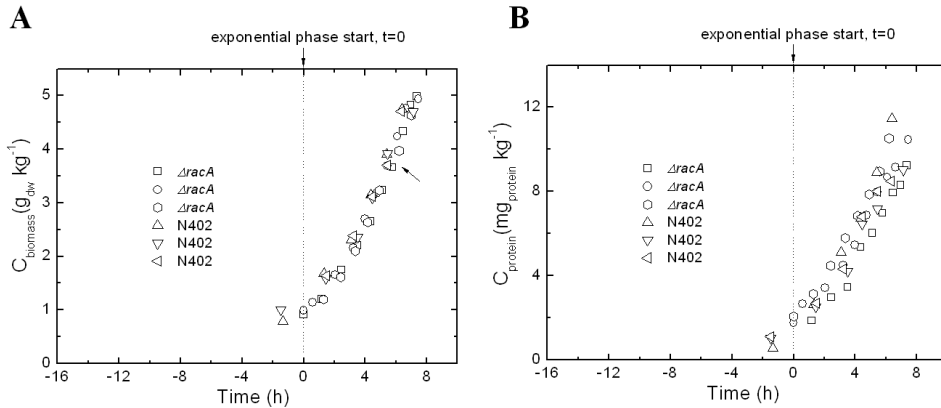 A
exponential phase start, t=0
C_biomass (g_dw kg⁻¹)
5
4
3
2
1
0
ΔracA
ΔracA
ΔracA
N402
N402
N402
-16 -12 -8 -4 0 4 8
Time (h)
B
exponential phase start, t=0
C_protein (mg_protein kg⁻¹)
12
8
4
0
ΔracA
ΔracA
ΔracA
N402
N402
N402
-16 -12 -8 -4 0 4 8
Time (h)